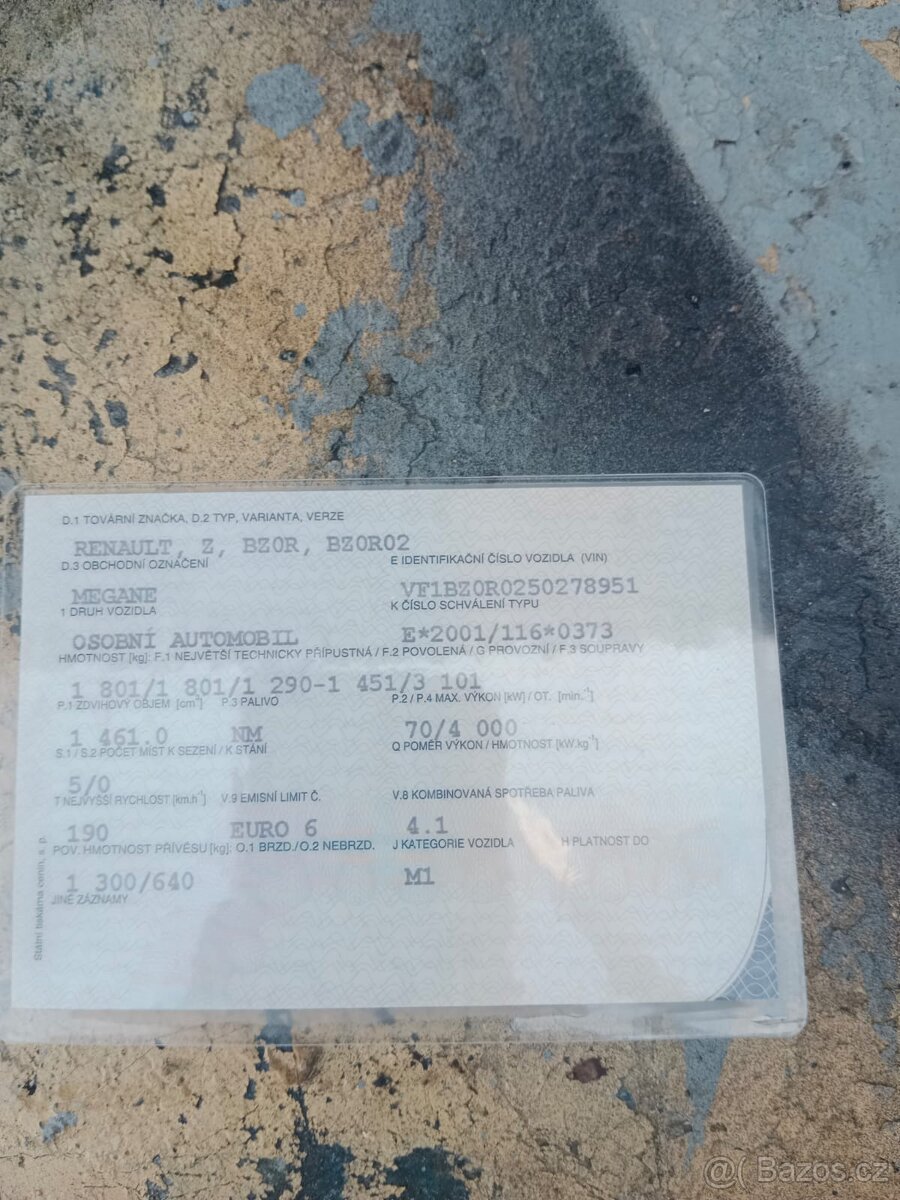 D.1 TOVÁRNÍ ZNAČKA, D.2 TYP, VARIANTA, VERZE
RENAULT, Z, BZ0R, BZ0R02
D.3 OBCHODNÍ OZNAČENÍ E IDENTIFIKAČNÍ ČÍSLO VOZIDLA (VIN)
MEGANE VF1BZ0R0250278951
1 DRUH VOZIDLA K ČÍSLO SCHVÁLENÍ TYPU
OSOBNÍ AUTOMOBIL E*2001/116*0373
HMOTNOST [kg]: F.1 NEJVĚTŠÍ TECHNICKY PŘÍPUSTNÁ / F.2 POVOLENÁ / G PROVOZNÍ / F.3 SOUPRAVY
1 801/1 801/1 290-1 451/3 101
P.1 ZDVIHOVÝ OBJEM [cm³] P.3 PALIVO P.2 / P.4 MAX. VÝKON [kW] / OT. [min.⁻¹]
1 461.0 NM 70/4 000
S.1 / S.2 POČET MÍST K SEZENÍ / K STÁNÍ Q POMĚR VÝKON / HMOTNOST [kW.kg⁻¹]
5/0
T NEJVYŠŠÍ RYCHLOST [km.h⁻¹] V.9 EMISNÍ LIMIT Č. V.8 KOMBINOVANÁ SPOTŘEBA PALIVA
190 EURO 6 4.1
POV. HMOTNOST PŘÍVĚSU [kg]: O.1 BRZD./O.2 NEBRZD. J KATEGORIE VOZIDLA H PLATNOST DO
1 300/640 M1
JINÉ ZÁZNAMY
Státní tiskárna cenin, s. p.
@( Bazos.cz